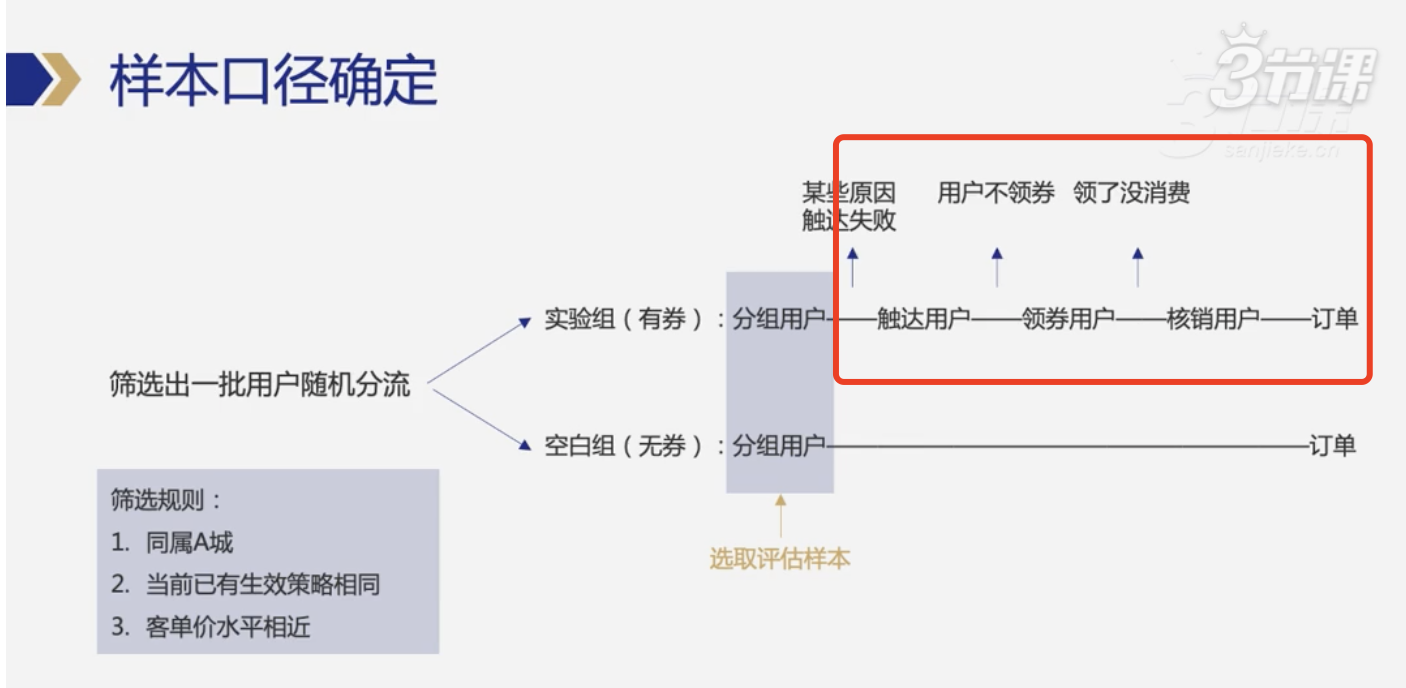 样本口径确定
3节课
sanjieke.cn
某些原因 用户不领券 领了没消费
触达失败
实验组（有券）：分组用户——触达用户——领券用户——核销用户——订单
筛选出一批用户随机分流
空白组（无券）：分组用户——订单
筛选规则：
1. 同属A城
2. 当前已有生效策略相同
3. 客单价水平相近
选取评估样本